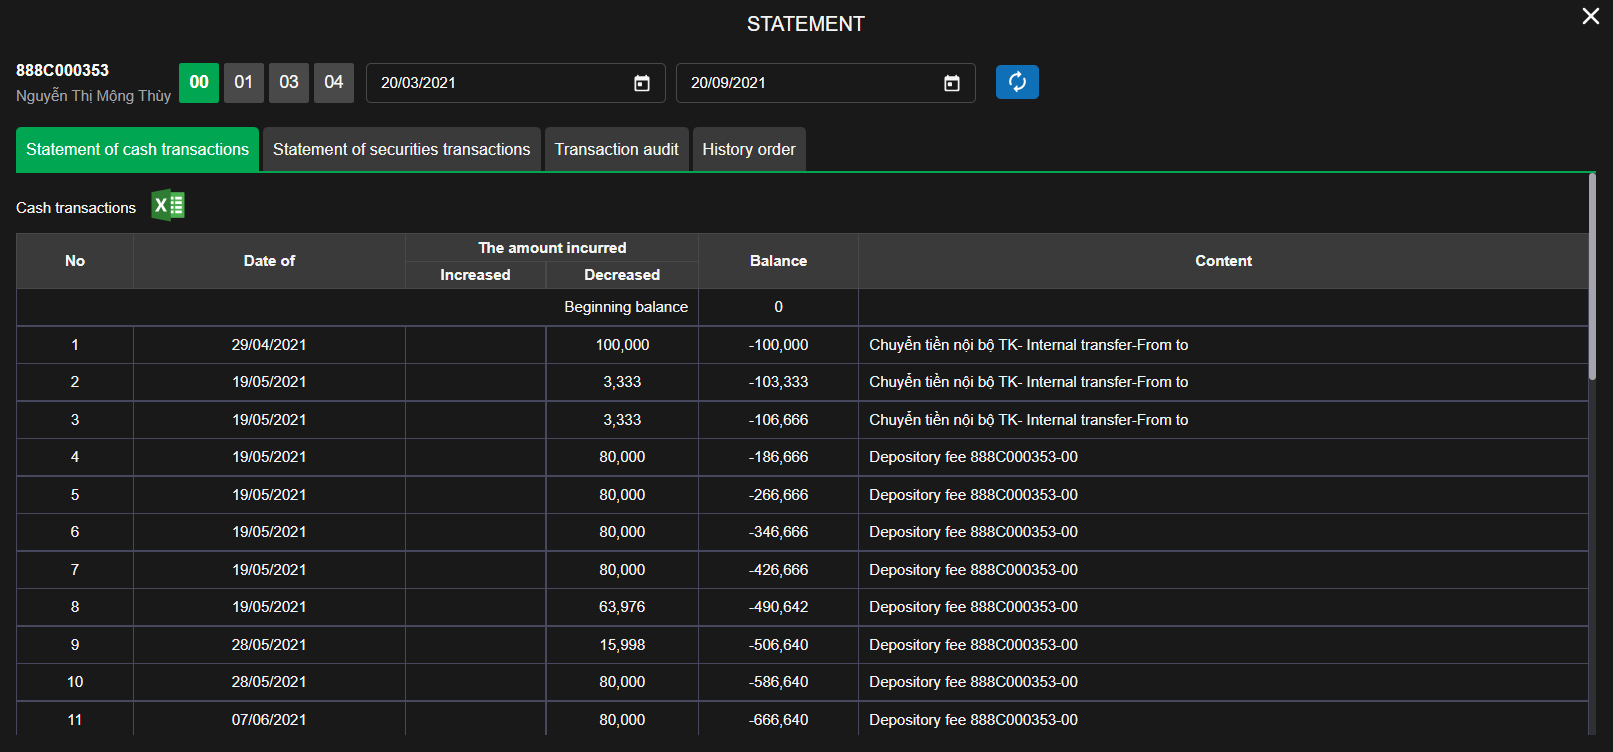 STATEMENT
888C000353
Nguyễn Thị Mộng Thùy
00 01 03 04 20/03/2021 20/09/2021
Statement of cash transactions Statement of securities transactions Transaction audit History order
Cash transactions
No Date of The amount incurred Balance Content
Increased Decreased
Beginning balance 0
1 29/04/2021 100,000 -100,000 Chuyển tiền nội bộ TK- Internal transfer-From to
2 19/05/2021 3,333 -103,333 Chuyển tiền nội bộ TK- Internal transfer-From to
3 19/05/2021 3,333 -106,666 Chuyển tiền nội bộ TK- Internal transfer-From to
4 19/05/2021 80,000 -186,666 Depository fee 888C000353-00
5 19/05/2021 80,000 -266,666 Depository fee 888C000353-00
6 19/05/2021 80,000 -346,666 Depository fee 888C000353-00
7 19/05/2021 80,000 -426,666 Depository fee 888C000353-00
8 19/05/2021 63,976 -490,642 Depository fee 888C000353-00
9 28/05/2021 15,998 -506,640 Depository fee 888C000353-00
10 28/05/2021 80,000 -586,640 Depository fee 888C000353-00
11 07/06/2021 80,000 -666,640 Depository fee 888C000353-00